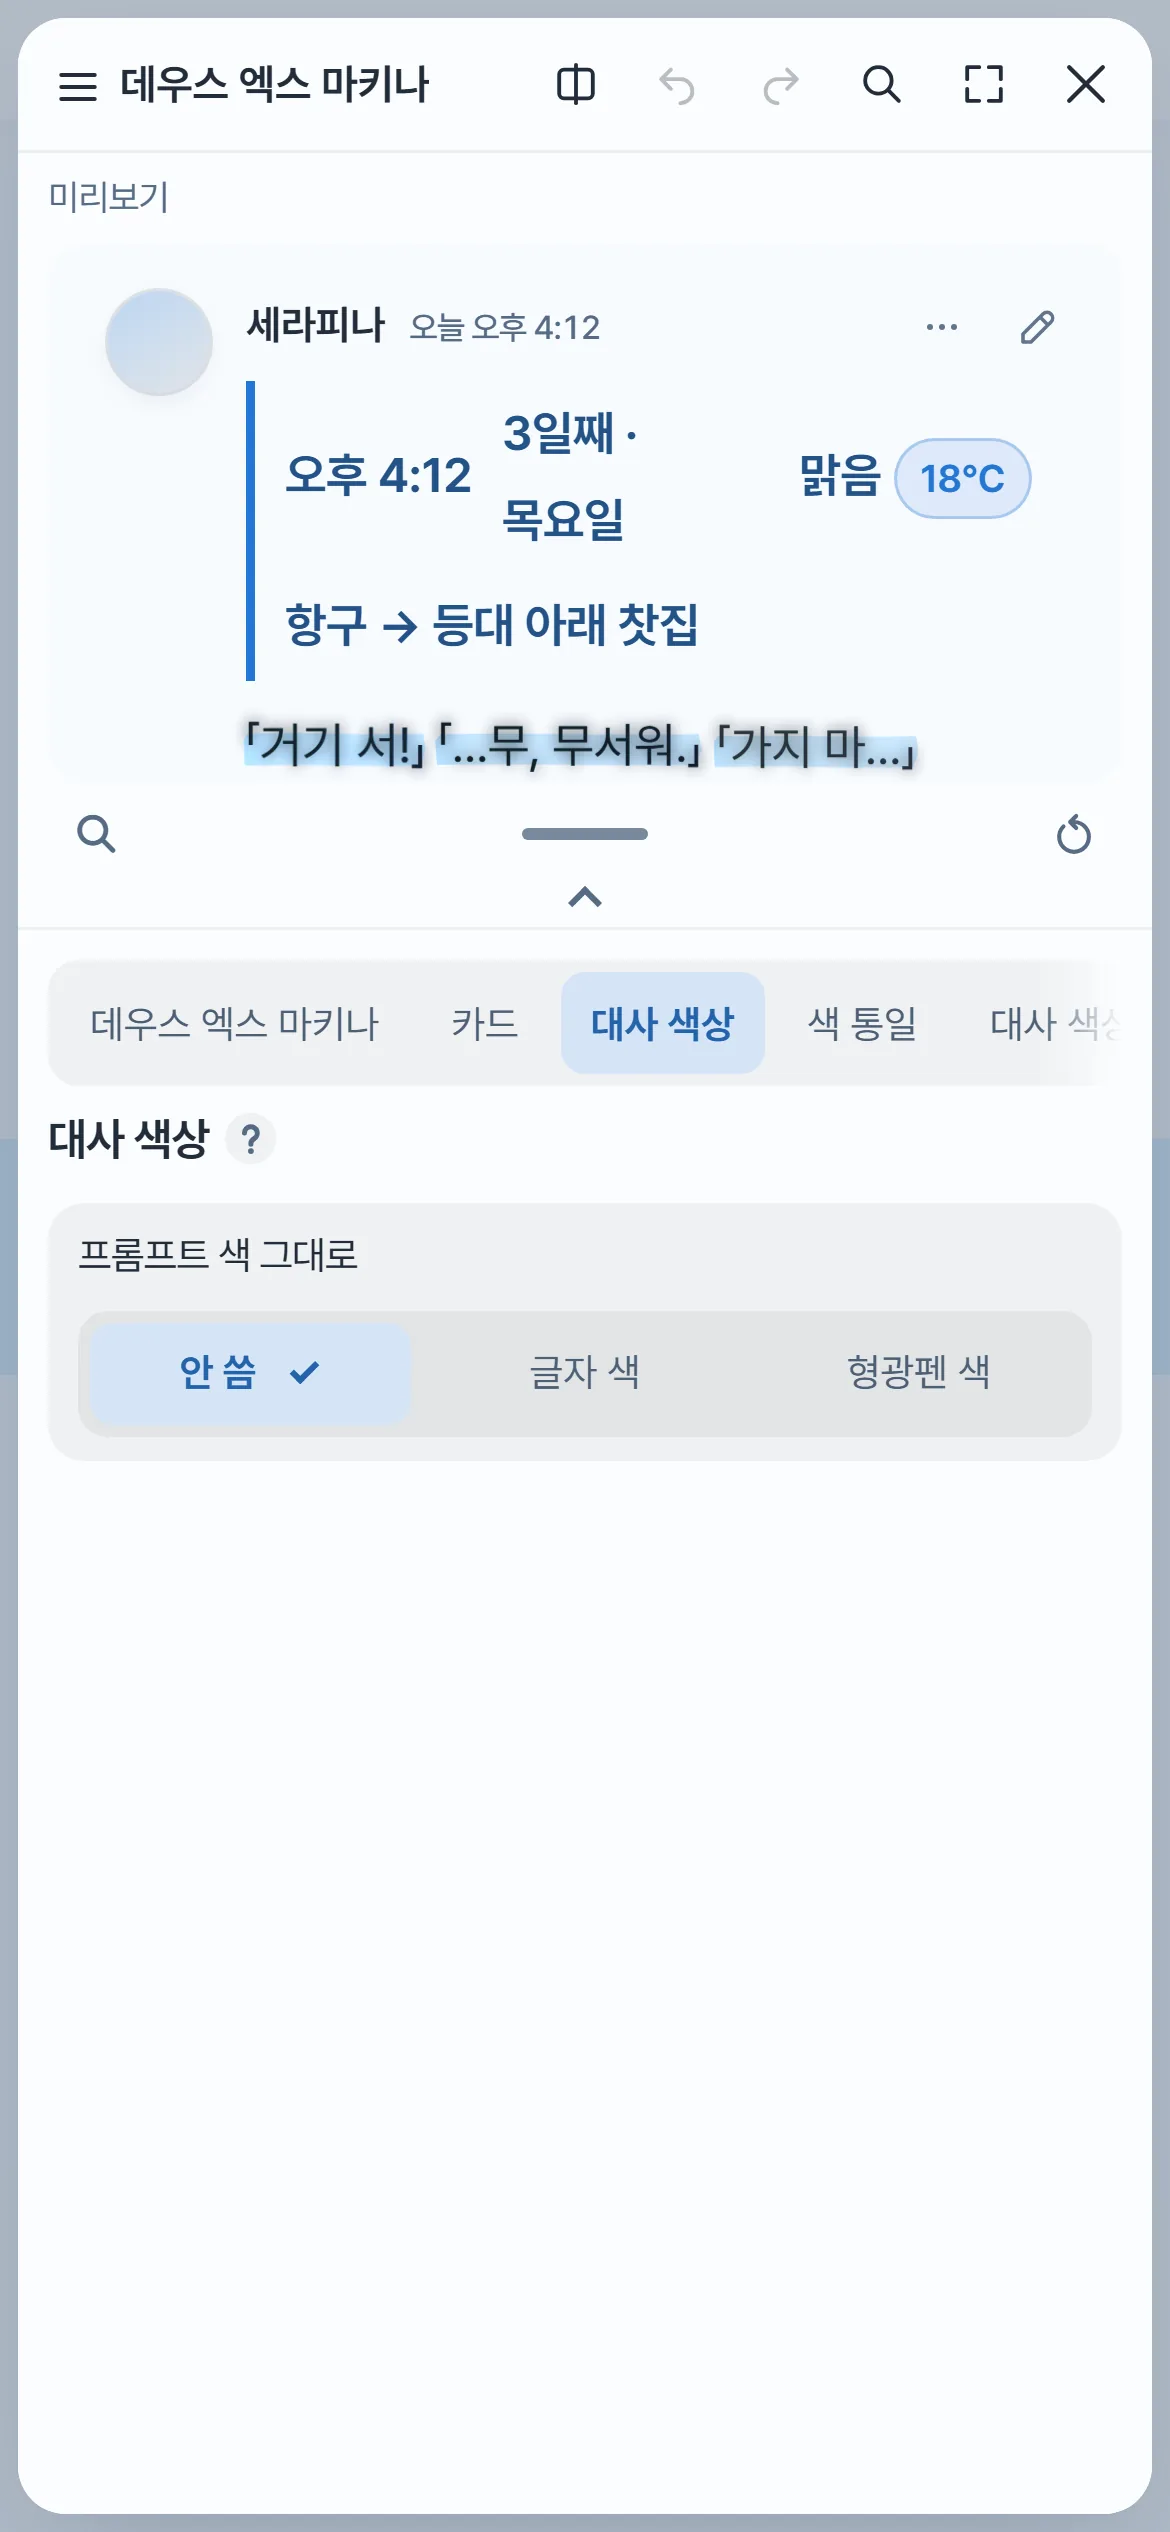 데우스 엑스 마키나
미리보기
세라피나 오늘 오후 4:12
오후 4:12 3일째 · 목요일 맑음 18°C
항구 → 등대 아래 찻집
「거기 서!」 「...무, 무서워.」 「가지 마...」
데우스 엑스 마키나 카드 대사 색상 색 통일 대사 색상
대사 색상 ?
프롬프트 색 그대로
안 씀 글자 색 형광펜 색